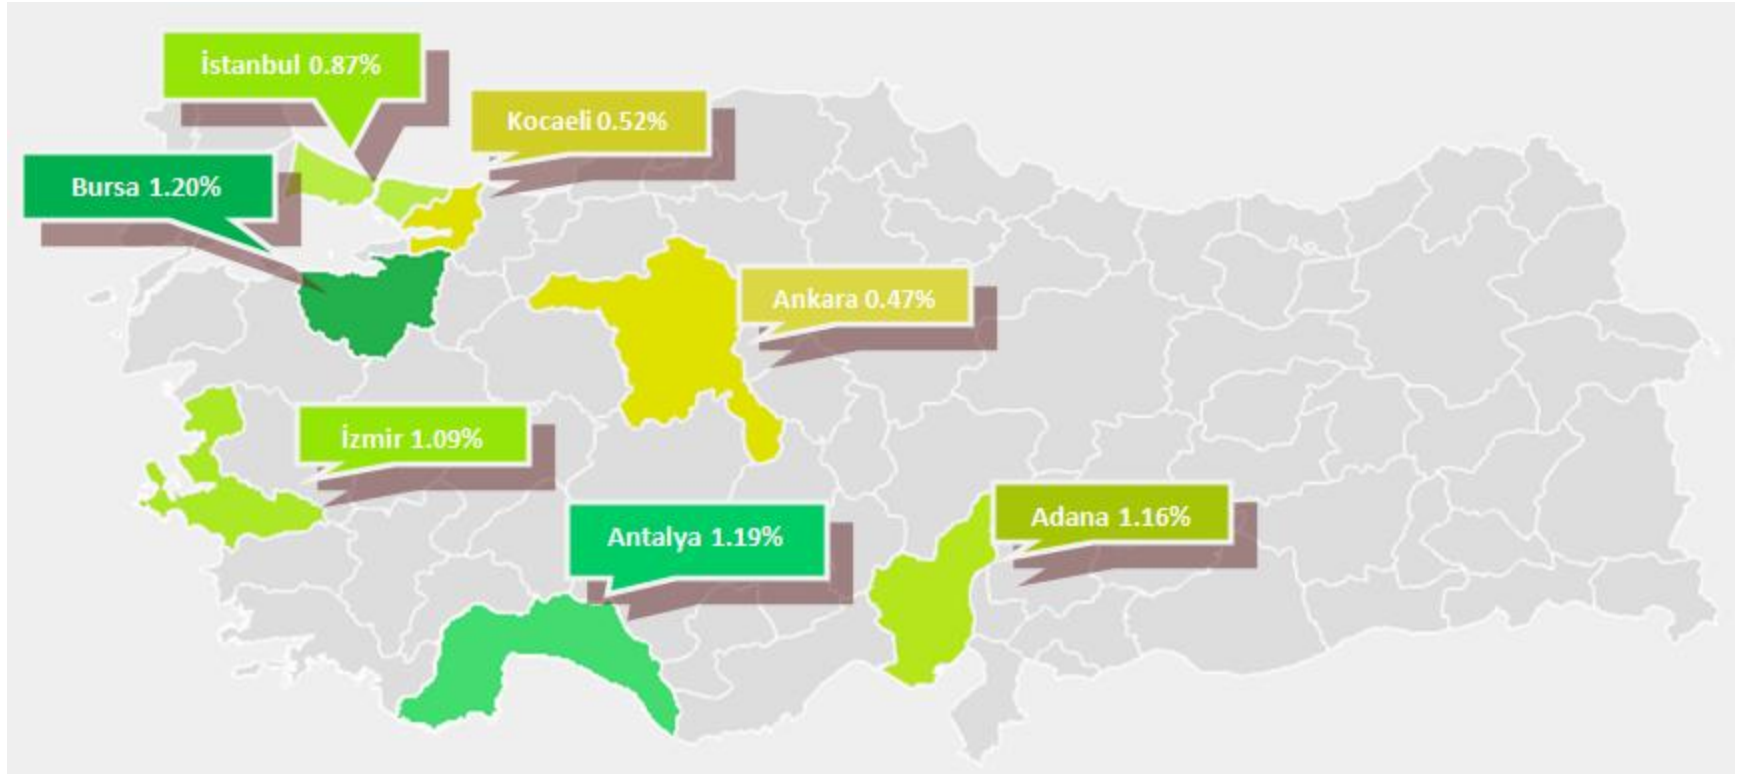 İstanbul 0.87%
Kocaeli 0.52%
Bursa 1.20%
Ankara 0.47%
İzmir 1.09%
Antalya 1.19%
Adana 1.16%